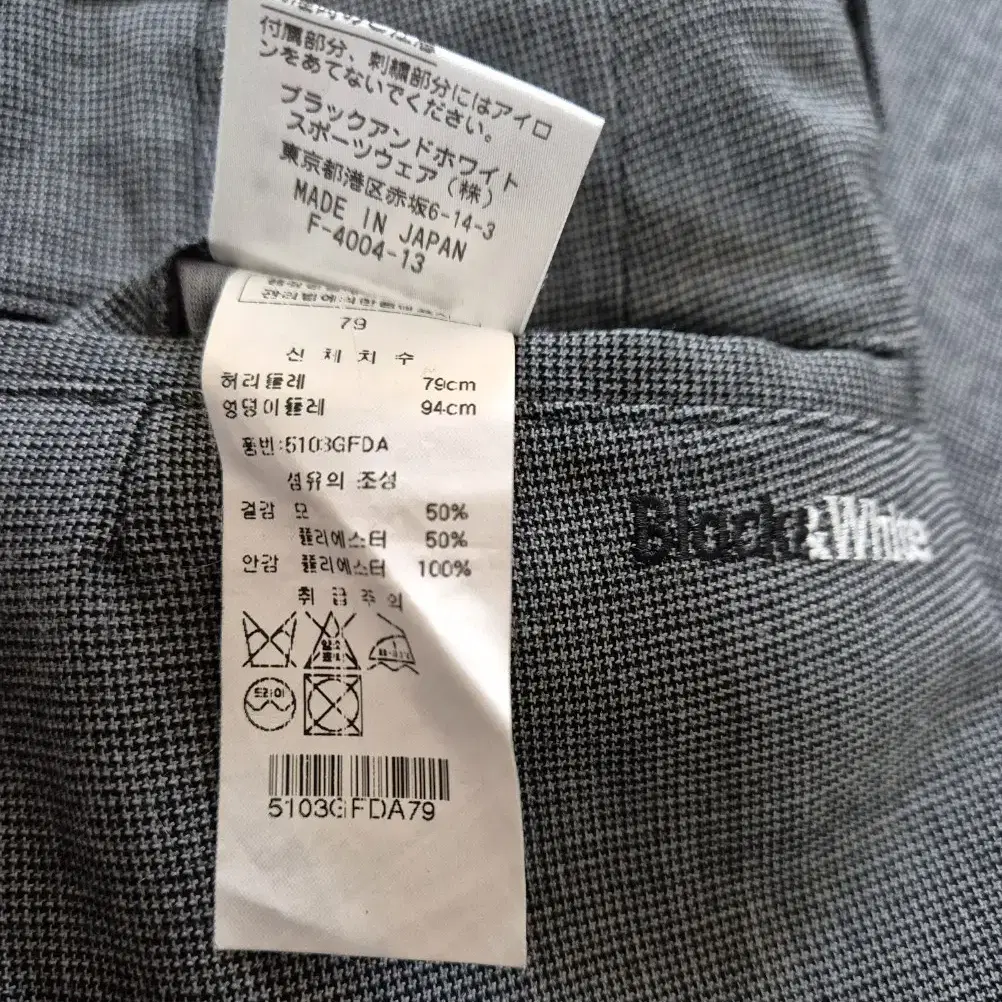 付属部分、刺繍部分にはアイロ
ンをあてないでください。
ブラックアンドホワイト
スポーツウェア（株）
東京都港区赤坂6-14-3
MADE IN JAPAN
F-4004-13
79
신체치수
허리둘레 79cm
엉덩이둘레 94cm
품번:5103GFDA
섬유의 조성
겉감 모 50%
폴리에스터 50%
안감 폴리에스터 100%
취급주의
드라이
5103GFDA79
Black&White